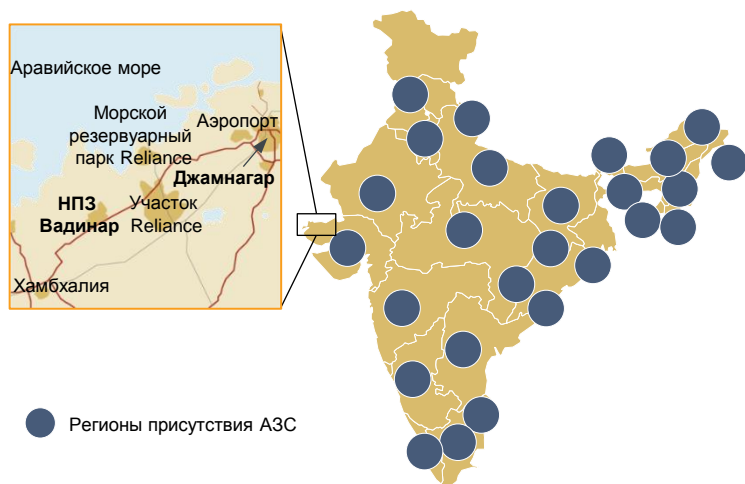 Аравийское море
Морской
резервуарный
парк Reliance
Аэропорт
Джамнагар
НПЗ
Вадинар
Участок
Reliance
Хамбхалия
Регионы присутствия АЗС